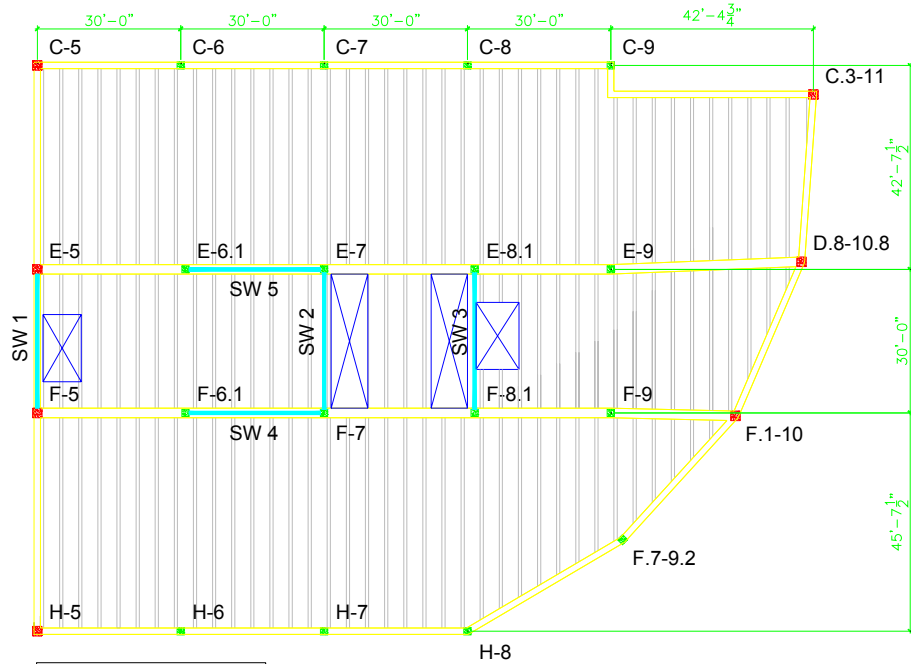 30'-0" 30'-0" 30'-0" 30'-0" 42'-4 3/4"
C-5 C-6 C-7 C-8 C-9
C.3-11
42'-7 1/2"
E-5 E-6.1 E-7 E-8.1 E-9 D.8-10.8
SW 5
SW 1 SW 2 SW 3
30'-0"
F-5 F-6.1 F-8.1 F-9
SW 4 F-7 F.1-10
45'-7 1/2"
F.7-9.2
H-5 H-6 H-7
H-8